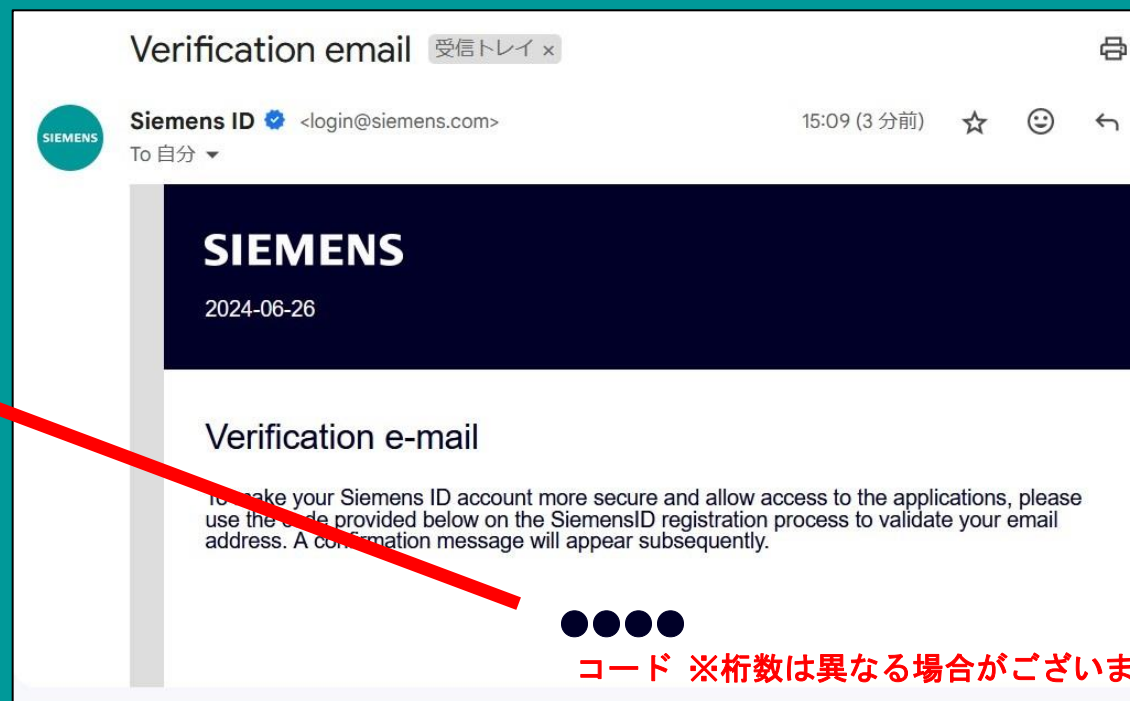 Verification email 受信トレイ ×
SIEMENS
Siemens ID <login@siemens.com> 15:09 (3 分前)
To 自分
SIEMENS
2024-06-26
Verification e-mail
To make your Siemens ID account more secure and allow access to the applications, please
use the code provided below on the SiemensID registration process to validate your email
address. A confirmation message will appear subsequently.
●●●●
コード ※桁数は異なる場合がございま